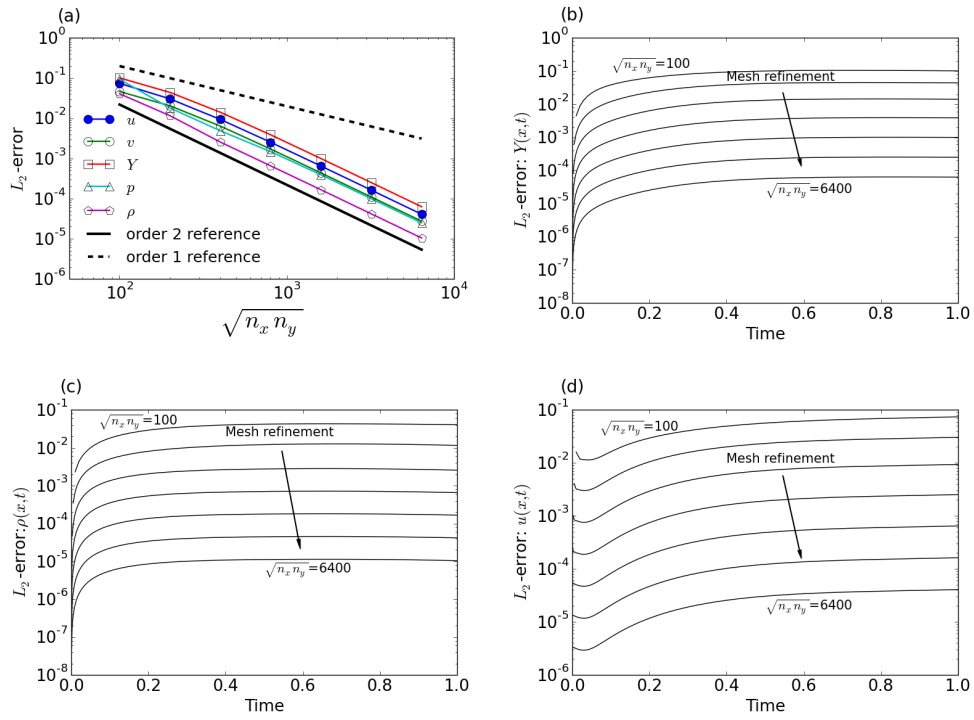 (a)
10^0
10^-1
10^-2
10^-3
10^-4
10^-5
10^-6
L_2-error
u
v
Y
p
ρ
order 2 reference
order 1 reference
10^2
10^3
10^4
√n_x n_y
(b)
10^0
10^-1
10^-2
10^-3
10^-4
10^-5
10^-6
10^-7
10^-8
L_2-error: Y(x,t)
√n_x n_y=100
Mesh refinement
√n_x n_y=6400
0.0
0.2
0.4
0.6
0.8
1.0
Time
(c)
10^-1
10^-2
10^-3
10^-4
10^-5
10^-6
10^-7
10^-8
L_2-error:ρ(x,t)
√n_x n_y=100
Mesh refinement
√n_x n_y=6400
0.0
0.2
0.4
0.6
0.8
1.0
Time
(d)
10^-1
10^-2
10^-3
10^-4
10^-5
10^-6
L_2-error: u(x,t)
√n_x n_y=100
Mesh refinement
√n_x n_y=6400
0.0
0.2
0.4
0.6
0.8
1.0
Time